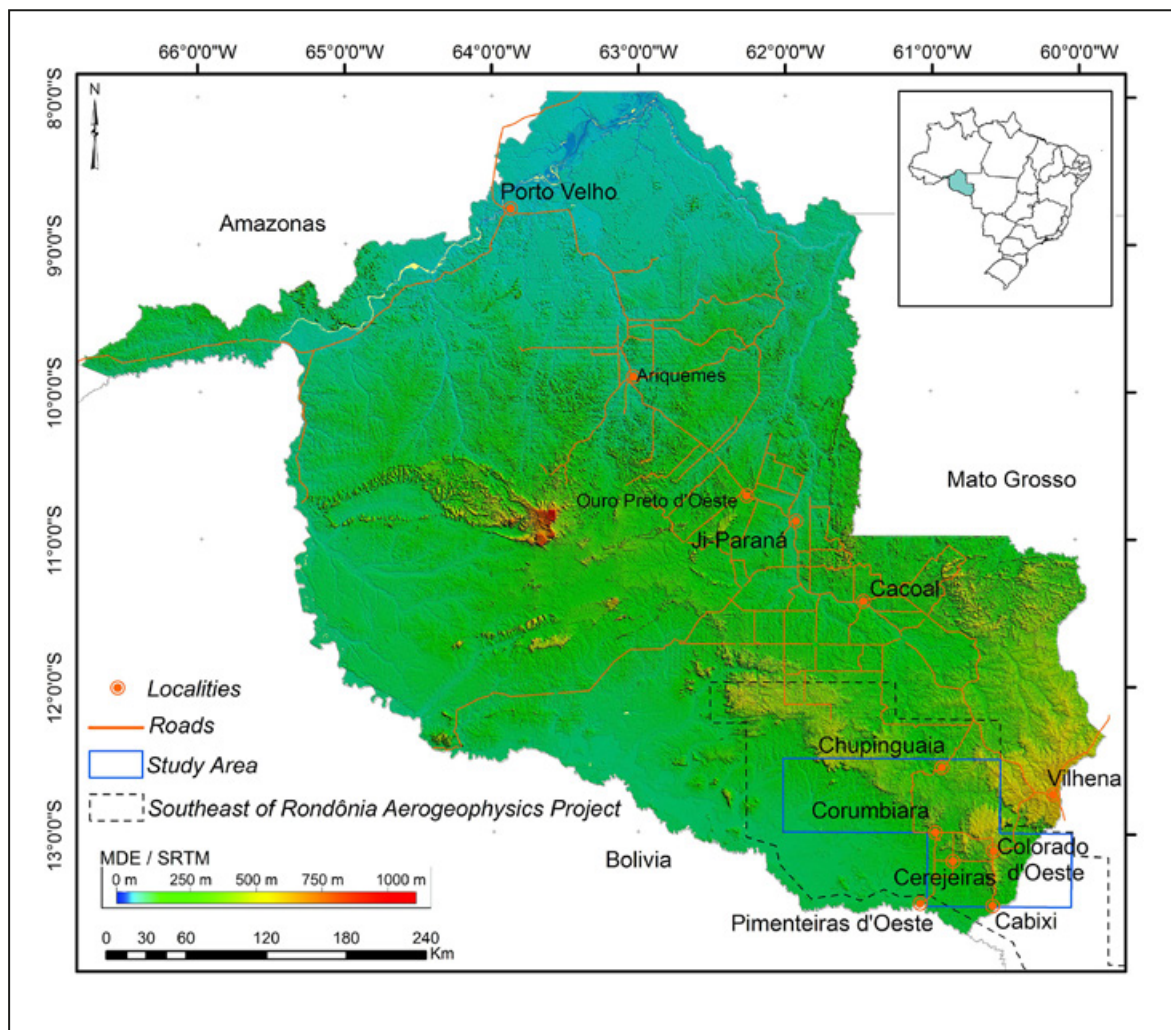 66°0'0"W 65°0'0"W 64°0'0"W 63°0'0"W 62°0'0"W 61°0'0"W 60°0'0"W
8°0'0"S
9°0'0"S
10°0'0"S
11°0'0"S
12°0'0"S
13°0'0"S
N
Porto Velho
Amazonas
Ariquemes
Mato Grosso
Ouro Preto d'Oeste
Ji-Paraná
Cacoal
Chupinguaia
Vilhena
Corumbiara
Bolivia
Colorado
d'Oeste
Cerejeiras
Pimenteiras d'Oeste
Cabixi
Localities
Roads
Study Area
Southeast of Rondônia Aerogeophysics Project
MDE / SRTM
0 m 250 m 500 m 750 m 1000 m
0 30 60 120 180 240
Km